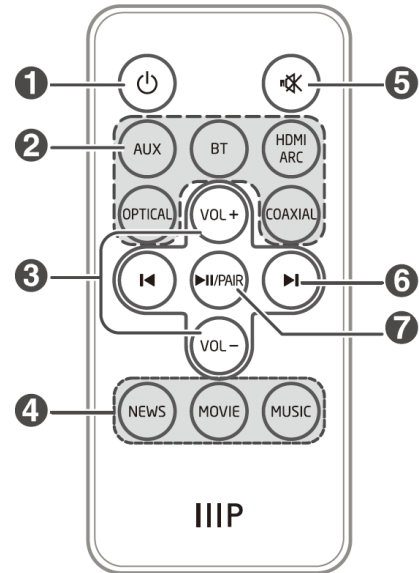 1
5
2
AUX
BT
HDMI
ARC
OPTICAL
COAXIAL
VOL+
3
/PAIR
6
7
VOL-
4
NEWS
MOVIE
MUSIC
IIIP